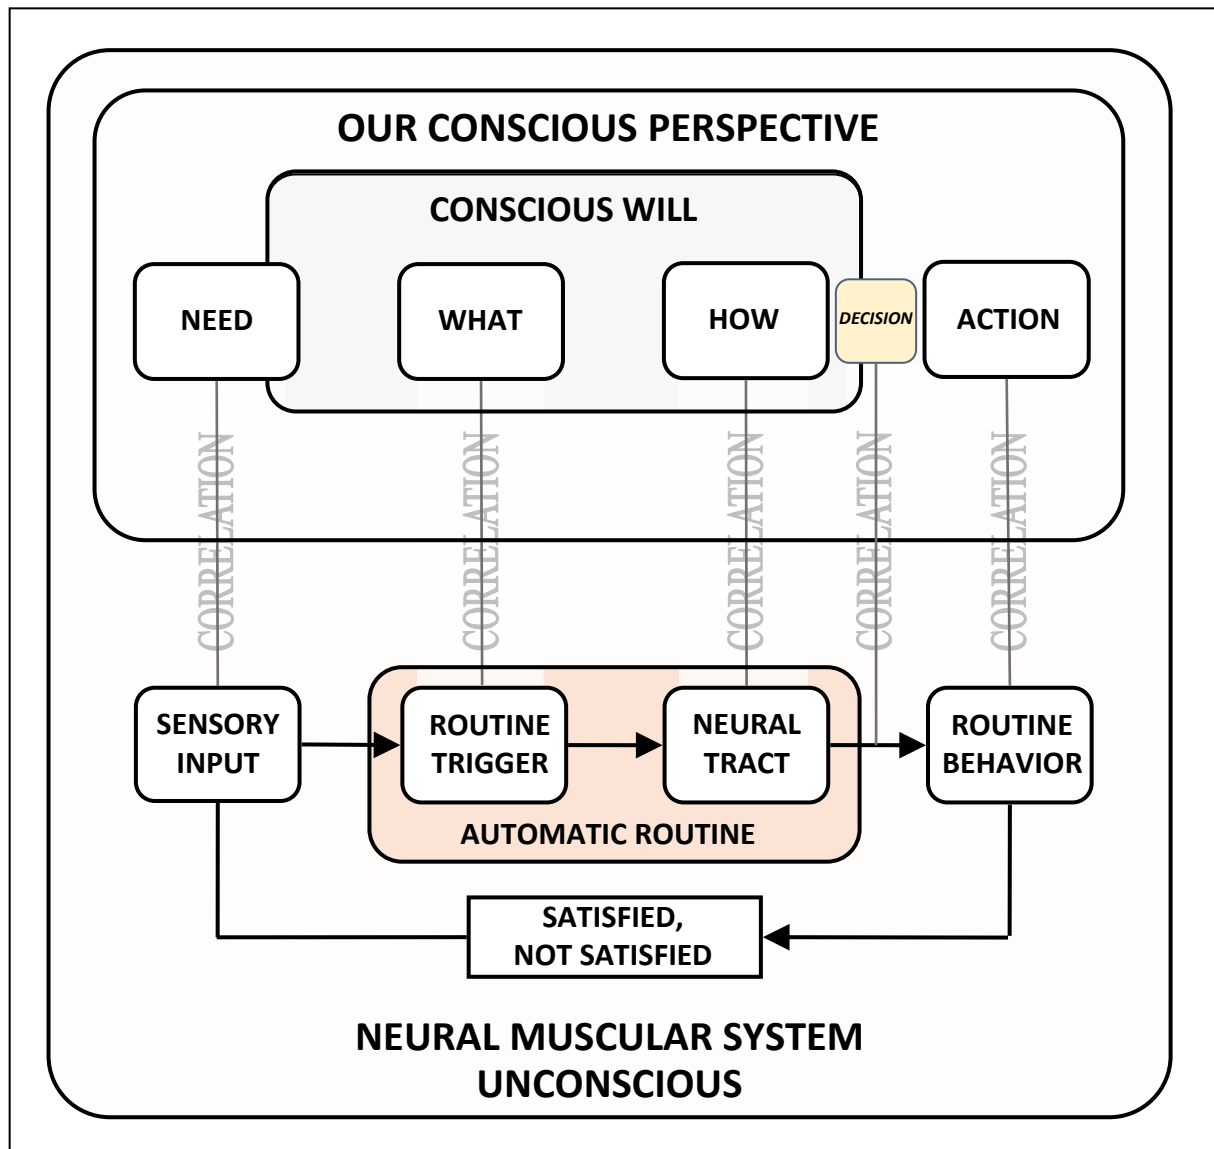 OUR CONSCIOUS PERSPECTIVE
CONSCIOUS WILL
NEED
WHAT
HOW
DECISION
ACTION
CORRELATION
CORRELATION
CORRELATION
CORRELATION
CORRELATION
SENSORY
INPUT
ROUTINE
TRIGGER
NEURAL
TRACT
ROUTINE
BEHAVIOR
AUTOMATIC ROUTINE
SATISFIED,
NOT SATISFIED
NEURAL MUSCULAR SYSTEM
UNCONSCIOUS